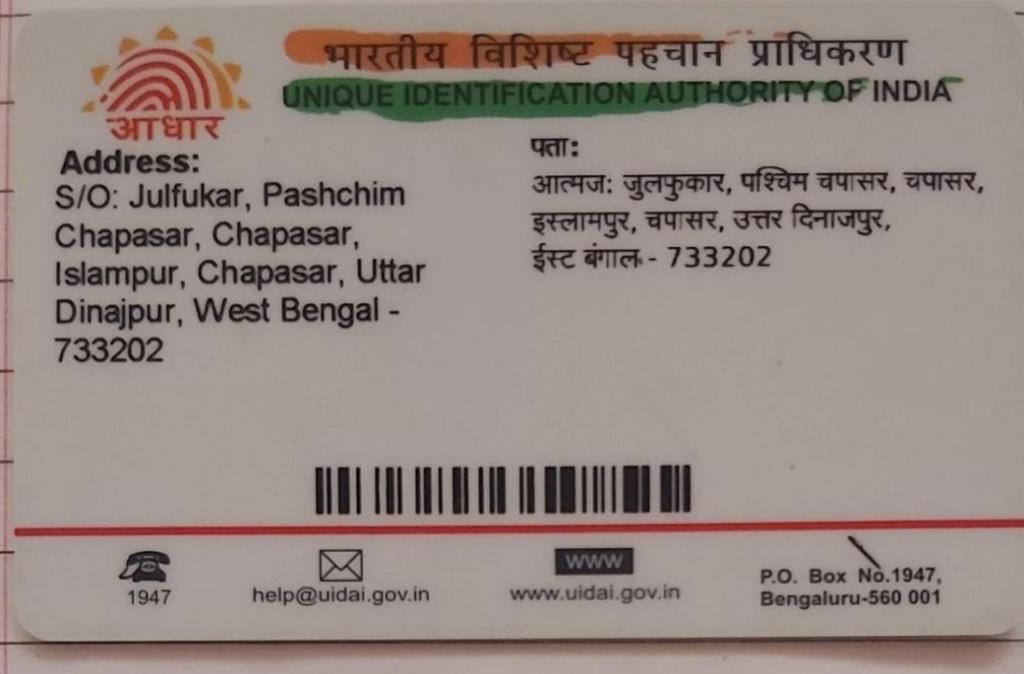 भारतीय विशिष्ट पहचान प्राधिकरण
UNIQUE IDENTIFICATION AUTHORITY OF INDIA
आधार
Address:
S/O: Julfukar, Pashchim
Chapasar, Chapasar,
Islampur, Chapasar, Uttar
Dinajpur, West Bengal -
733202
पता:
आत्मज: जुलफुकार, पश्चिम चपासर, चपासर,
इस्लामपुर, चपासर, उत्तर दिनाजपुर,
ईस्ट बंगाल - 733202
1947
help@uidai.gov.in
www
www.uidai.gov.in
P.O. Box No.1947,
Bengaluru-560 001